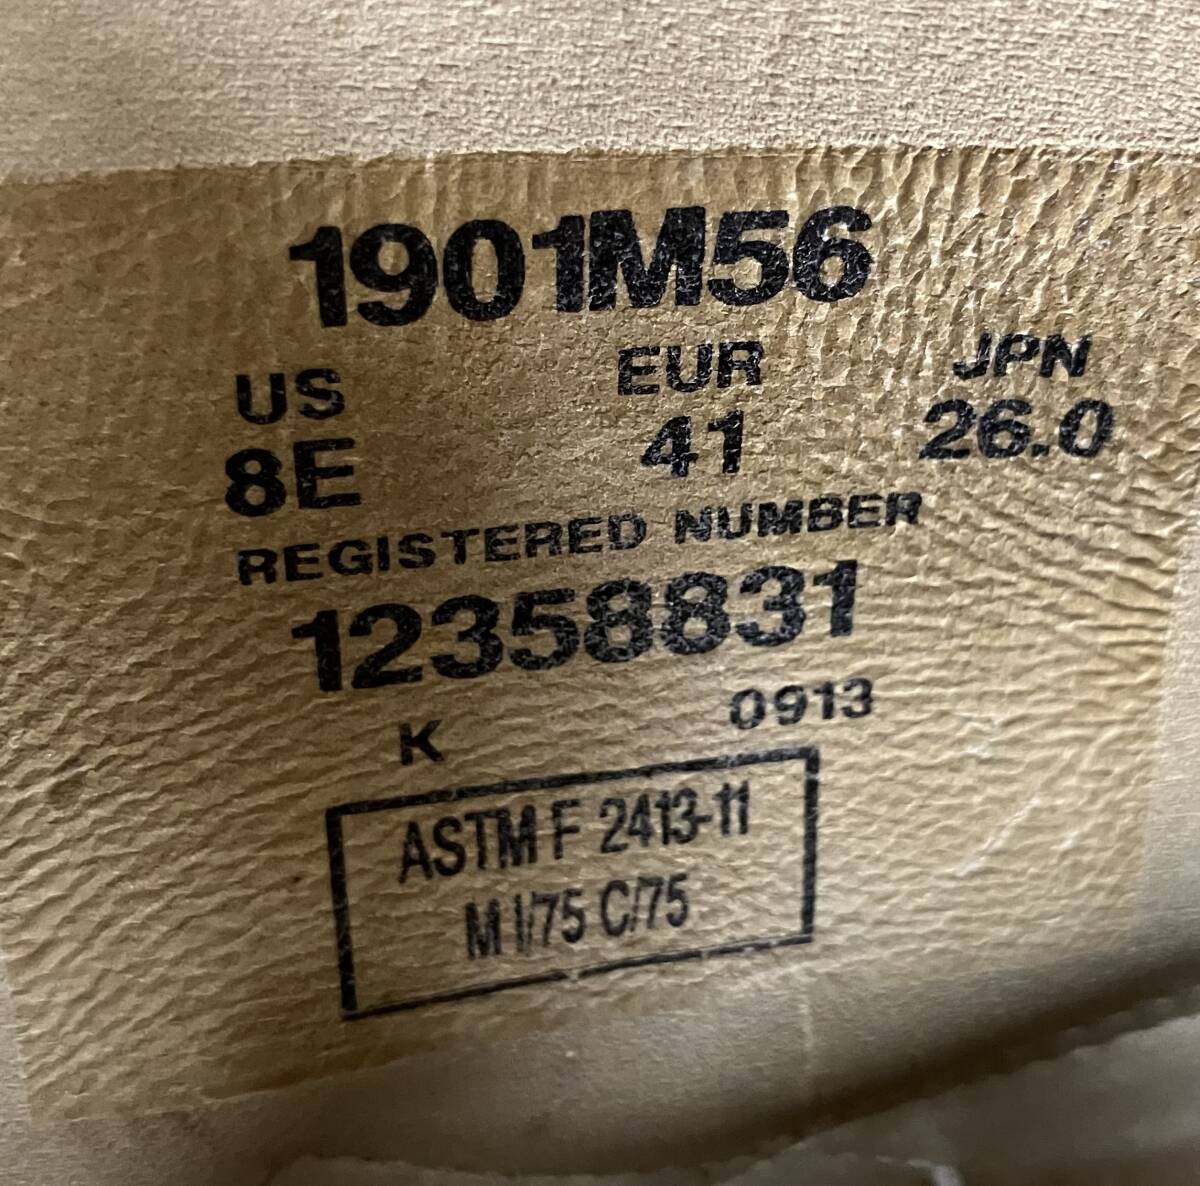 1901M56
US EUR JPN
8E 41 26.0
REGISTERED NUMBER
12358831
K 0913
ASTM F 2413-11
M I/75 C/75